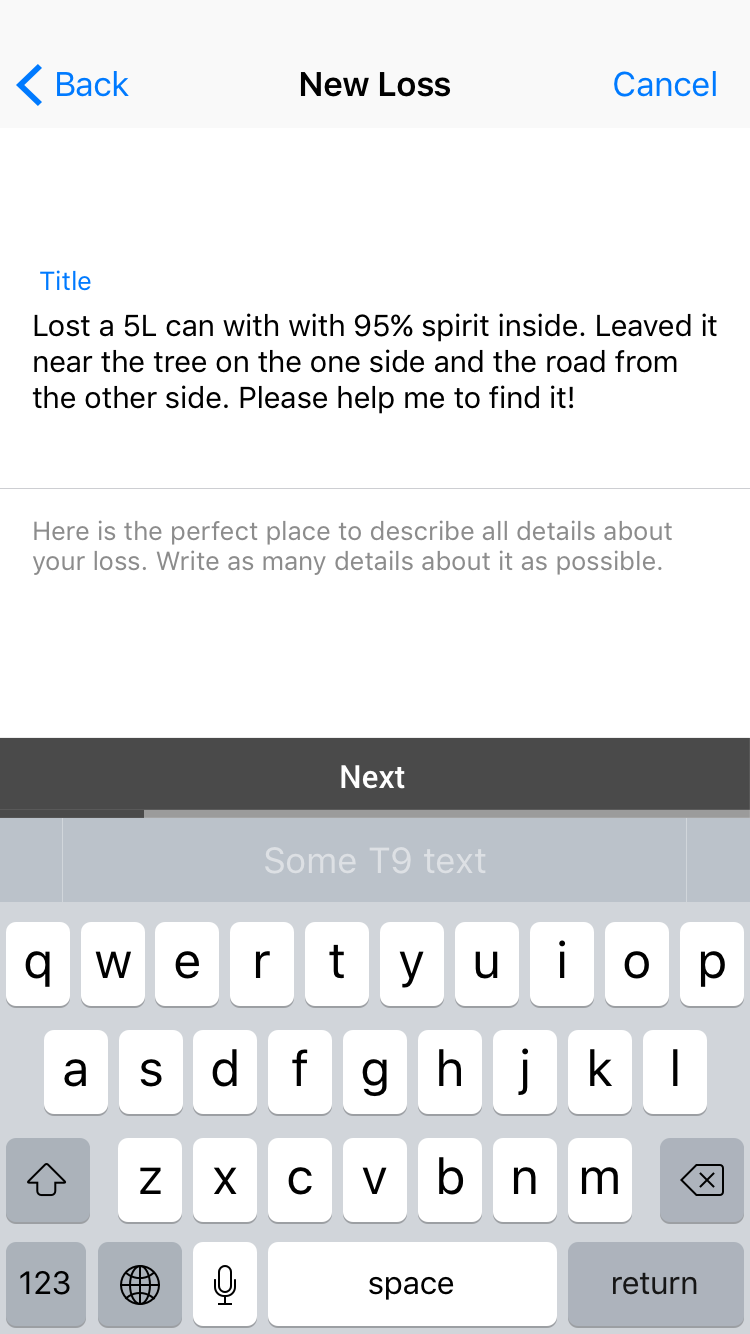 Back New Loss Cancel
Title
Lost a 5L can with with 95% spirit inside. Leaved it
near the tree on the one side and the road from
the other side. Please help me to find it!
Here is the perfect place to describe all details about
your loss. Write as many details about it as possible.
Next
Some T9 text
q w e r t y u i o p
a s d f g h j k l
z x c v b n m
123 space return